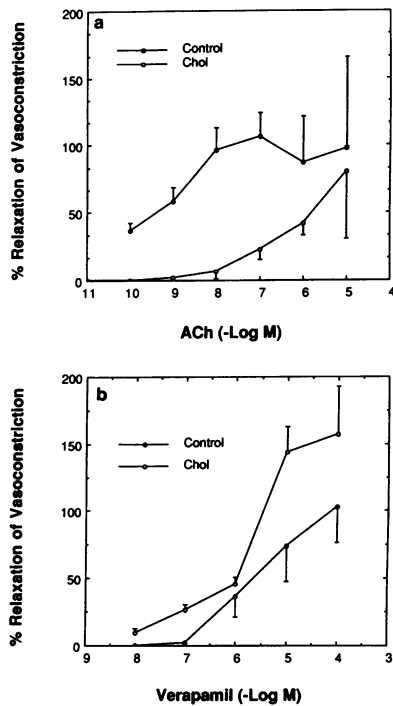 a
% Relaxation of Vasoconstriction
200
150
100
50
0
Control
Chol
11 10 9 8 7 6 5 4
ACh (-Log M)
b
% Relaxation of Vasoconstriction
200
150
100
50
0
Control
Chol
9 8 7 6 5 4 3
Verapamil (-Log M)